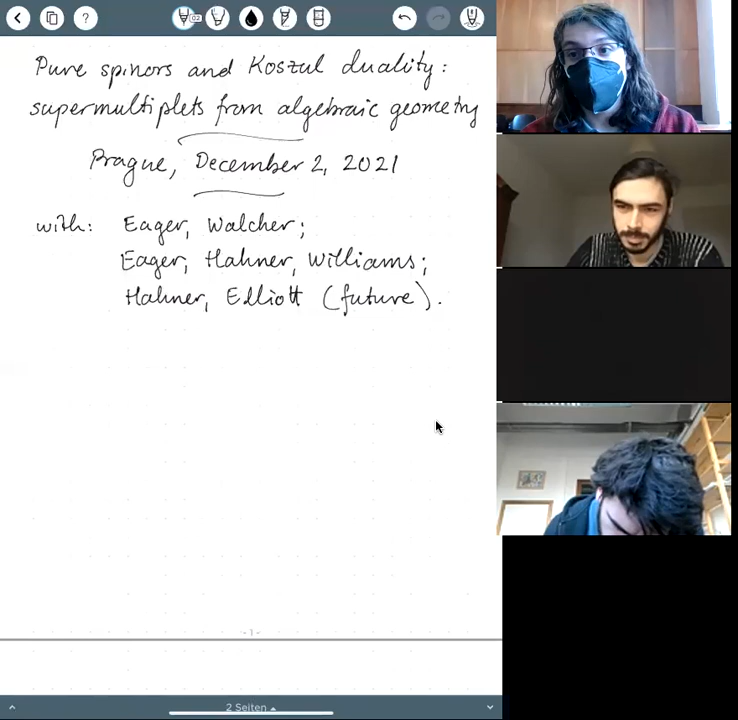 Pure spinors and Koszul duality:
supermultiplets from algebraic geometry
Prague, December 2, 2021
with: Eager, Walcher;
Eager, Hahner, Williams;
Hahner, Elliott (future).
- 1 -
2 Seiten